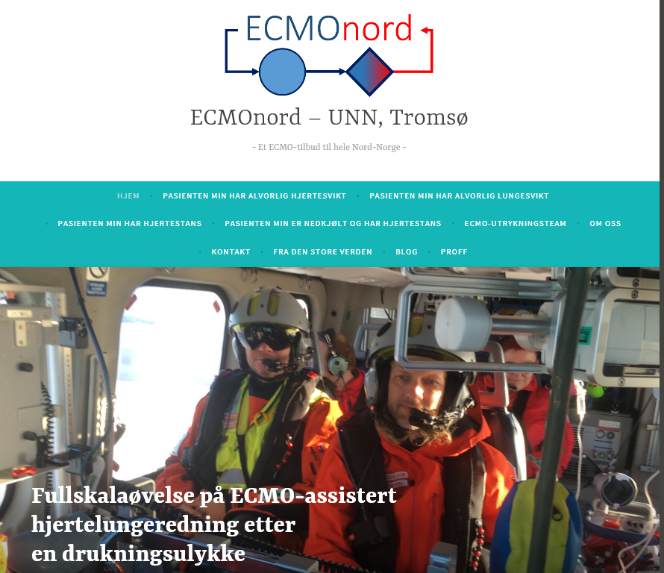 ECMOnord
ECMOnord – UNN, Tromsø
- Et ECMO-tilbud til hele Nord-Norge -
HJEM · PASIENTEN MIN HAR ALVORLIG HJERTESVIKT · PASIENTEN MIN HAR ALVORLIG LUNGESVIKT
· PASIENTEN MIN HAR HJERTESTANS · PASIENTEN MIN ER NEDKJØLT OG HAR HJERTESTANS · ECMO-UTRYKNINGSTEAM · OM OSS
· KONTAKT · FRA DEN STORE VERDEN · BLOG · PROFF
Fullskalaøvelse på ECMO-assistert
hjertelungeredning etter
en drukningsulykke